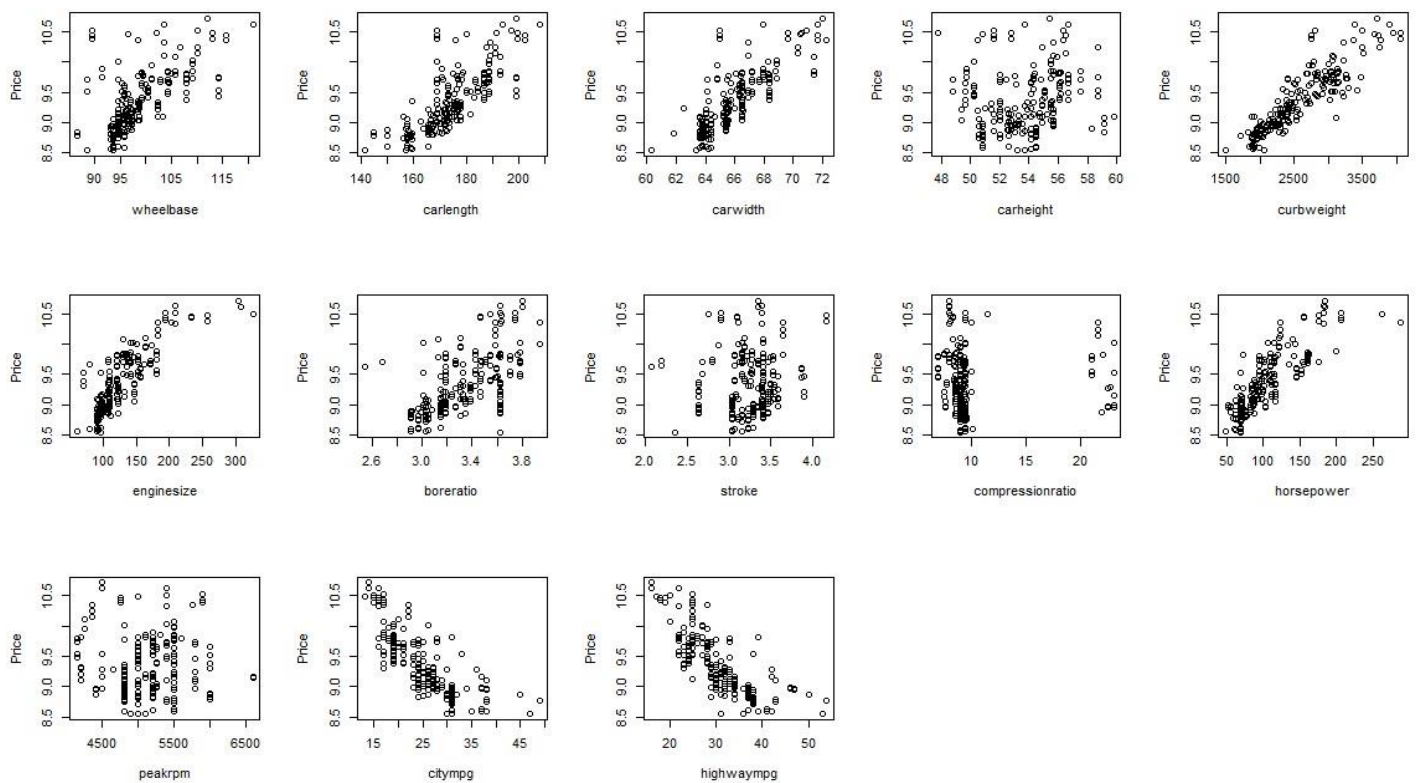 Price
8.5 9.0 9.5 10.5
90 95 105 115
wheelbase
Price
8.5 9.0 9.5 10.5
140 160 180 200
carlength
Price
8.5 9.0 9.5 10.5
60 62 64 66 68 70 72
carwidth
Price
8.5 9.0 9.5 10.5
48 50 52 54 56 58 60
carheight
Price
8.5 9.0 9.5 10.5
1500 2500 3500
curbweight
Price
8.5 9.0 9.5 10.5
100 150 200 250 300
enginesize
Price
8.5 9.0 9.5 10.5
2.6 3.0 3.4 3.8
boreratio
Price
8.5 9.0 9.5 10.5
2.0 2.5 3.0 3.5 4.0
stroke
Price
8.5 9.0 9.5 10.5
10 15 20
compressionratio
Price
8.5 9.0 9.5 10.5
50 100 150 200 250
horsepower
Price
8.5 9.0 9.5 10.5
4500 5500 6500
peakrpm
Price
8.5 9.0 9.5 10.5
15 25 35 45
citympg
Price
8.5 9.0 9.5 10.5
20 30 40 50
highwaympg